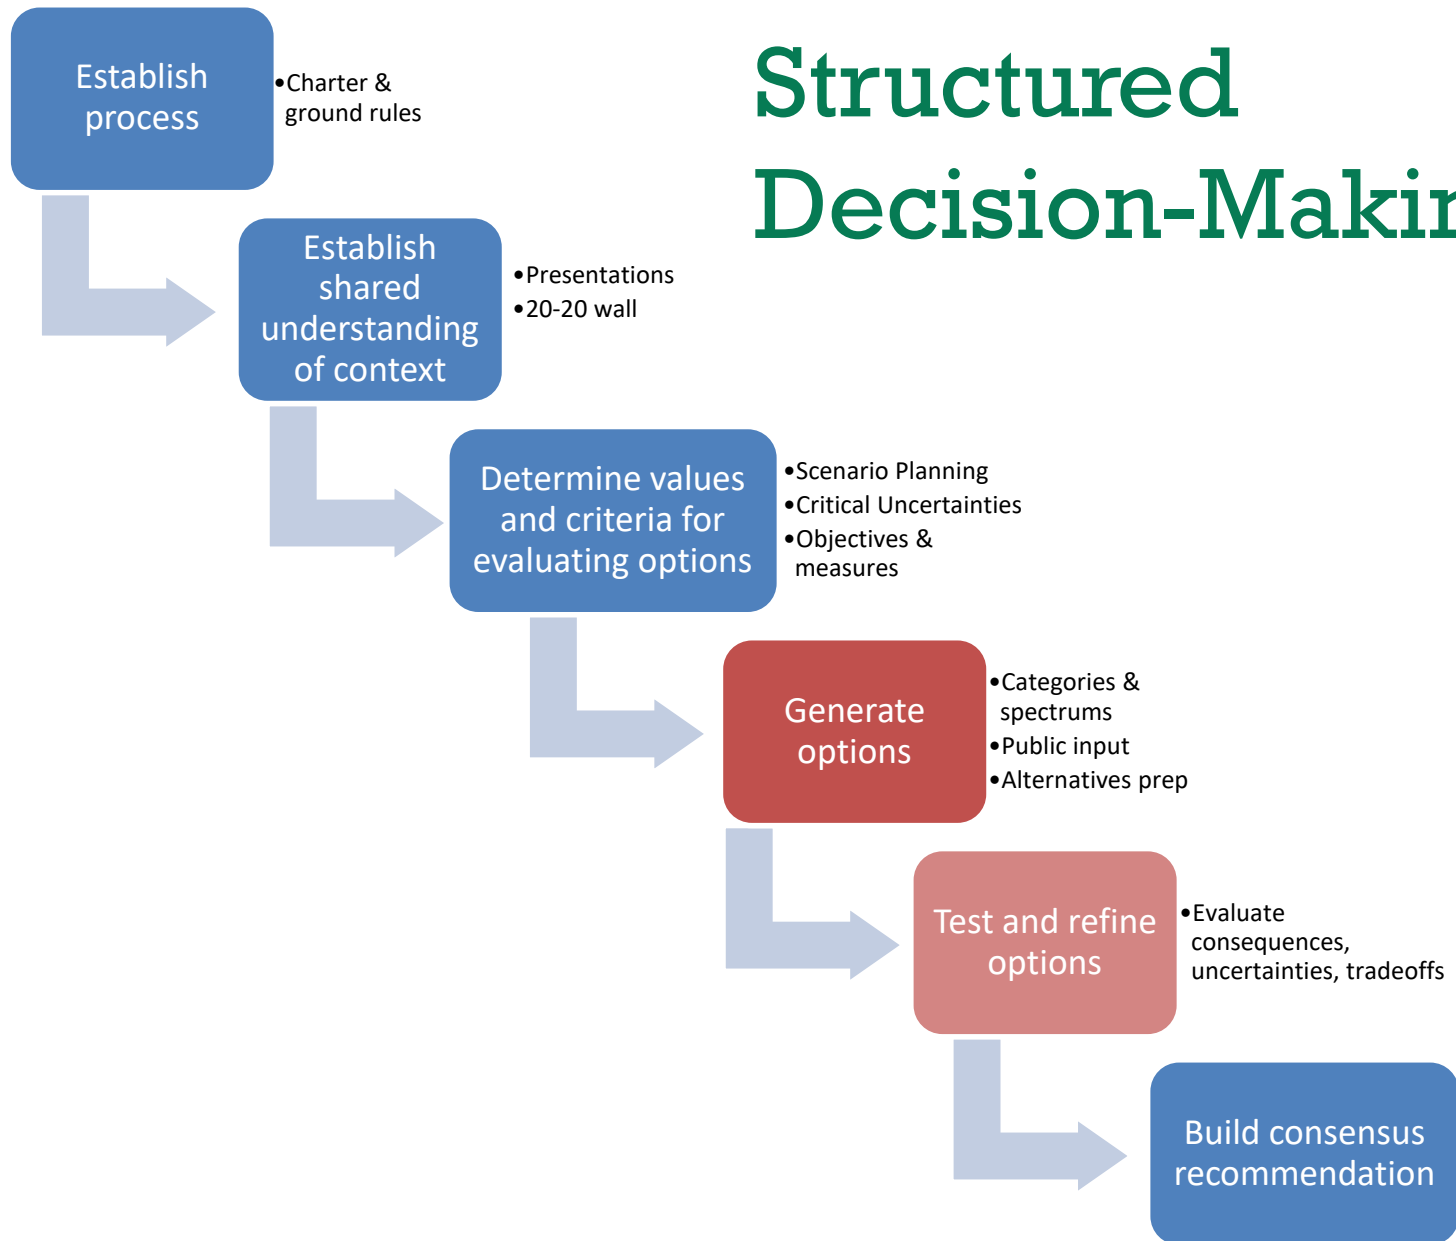 Structured
Decision-Makin
Establish
process
•Charter &
ground rules
Establish
shared
understanding
of context
•Presentations
•20-20 wall
Determine values
and criteria for
evaluating options
•Scenario Planning
•Critical Uncertainties
•Objectives &
measures
Generate
options
•Categories &
spectrums
•Public input
•Alternatives prep
Test and refine
options
•Evaluate
consequences,
uncertainties, tradeoffs
Build consensus
recommendation